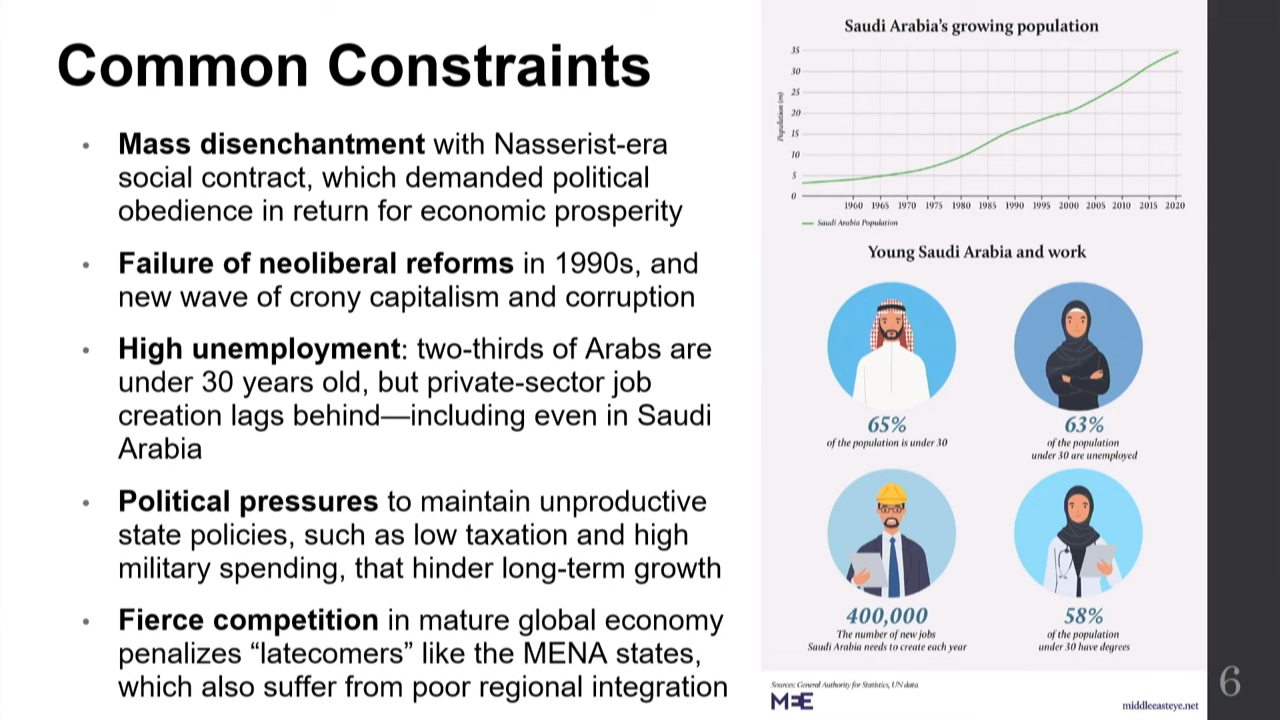 Common Constraints
• Mass disenchantment with Nasserist-era
social contract, which demanded political
obedience in return for economic prosperity
• Failure of neoliberal reforms in 1990s, and
new wave of crony capitalism and corruption
• High unemployment: two-thirds of Arabs are
under 30 years old, but private-sector job
creation lags behind—including even in Saudi
Arabia
• Political pressures to maintain unproductive
state policies, such as low taxation and high
military spending, that hinder long-term growth
• Fierce competition in mature global economy
penalizes “latecomers” like the MENA states,
which also suffer from poor regional integration
Saudi Arabia’s growing population
Population (m)
35
30
25
20
15
10
5
0
1960 1965 1970 1975 1980 1985 1990 1995 2000 2005 2010 2015 2020
Saudi Arabia Population
Young Saudi Arabia and work
65%
of the population is under 30
63%
of the population
under 30 are unemployed
400,000
The number of new jobs
Saudi Arabia needs to create each year
58%
of the population
under 30 have degrees
Sources: General Authority for Statistics, UN data
MEE
middleeasteye.net
6